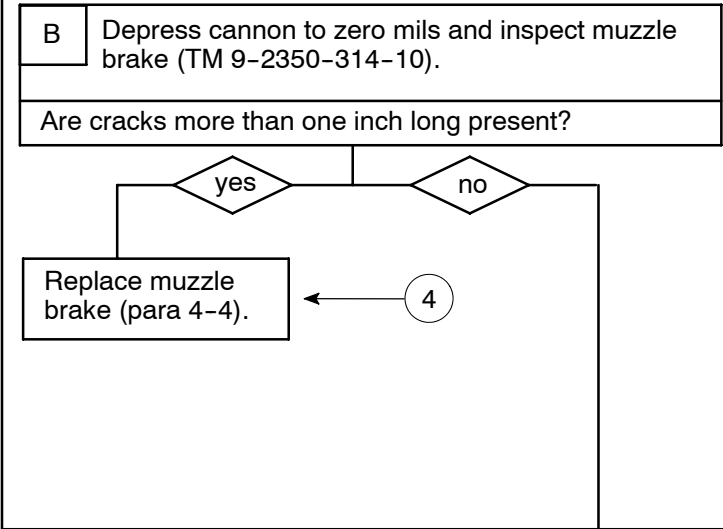 B
Depress cannon to zero mils and inspect muzzle
brake (TM 9-2350-314-10).
Are cracks more than one inch long present?
yes
no
Replace muzzle
brake (para 4-4).
4